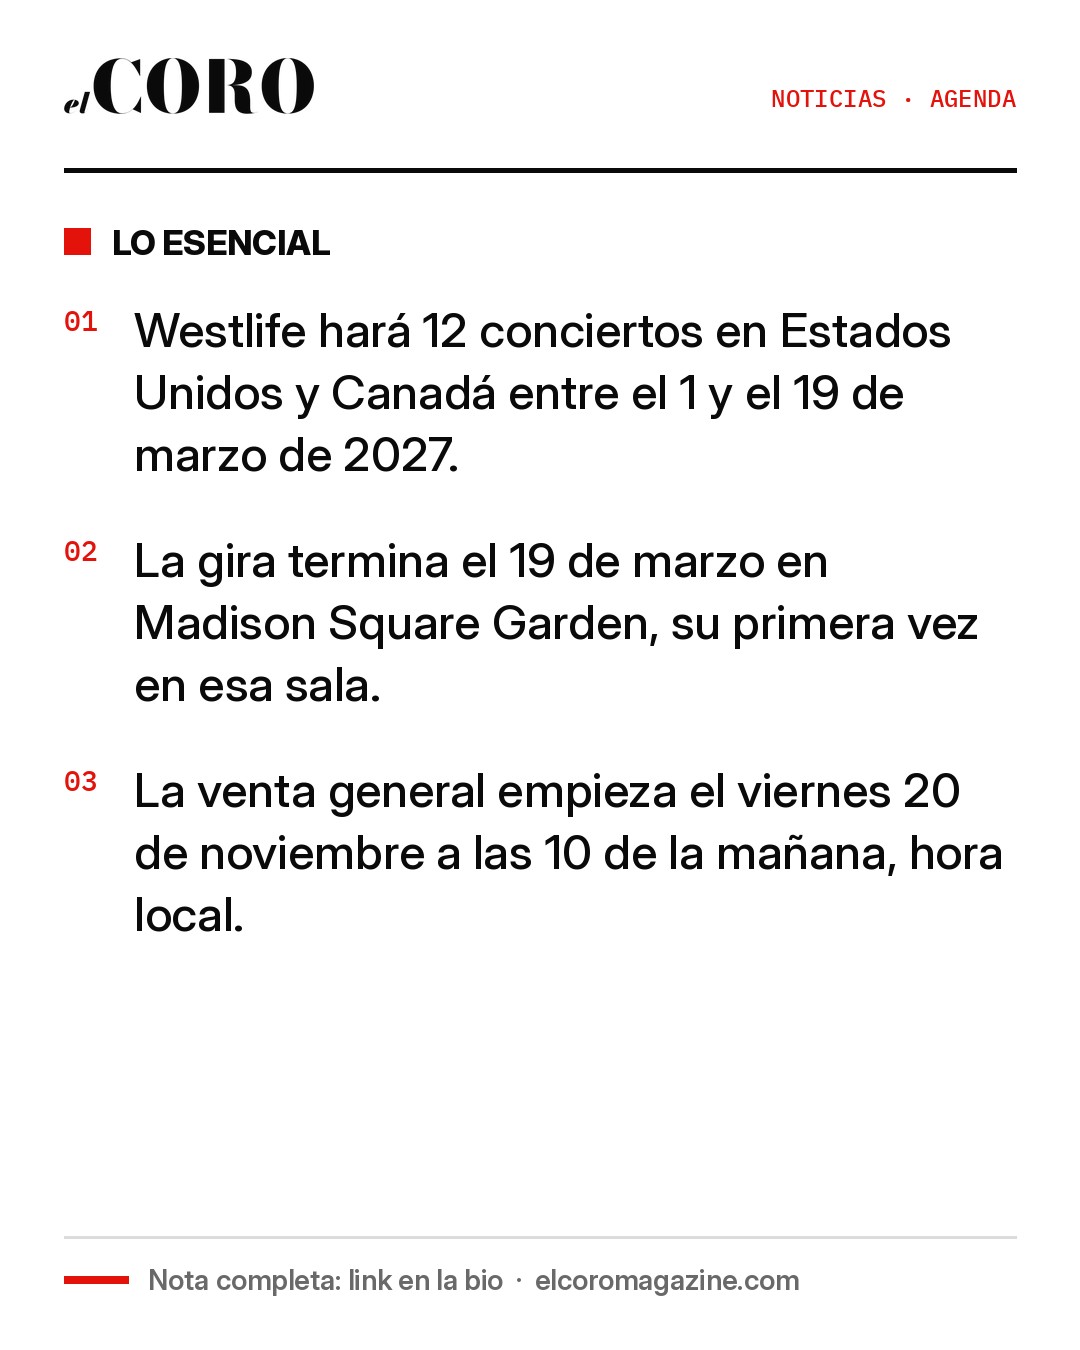 el CORO
NOTICIAS · AGENDA
LO ESENCIAL
01 Westlife hará 12 conciertos en Estados
Unidos y Canadá entre el 1 y el 19 de
marzo de 2027.
02 La gira termina el 19 de marzo en
Madison Square Garden, su primera vez
en esa sala.
03 La venta general empieza el viernes 20
de noviembre a las 10 de la mañana, hora
local.
Nota completa: link en la bio · elcoromagazine.com